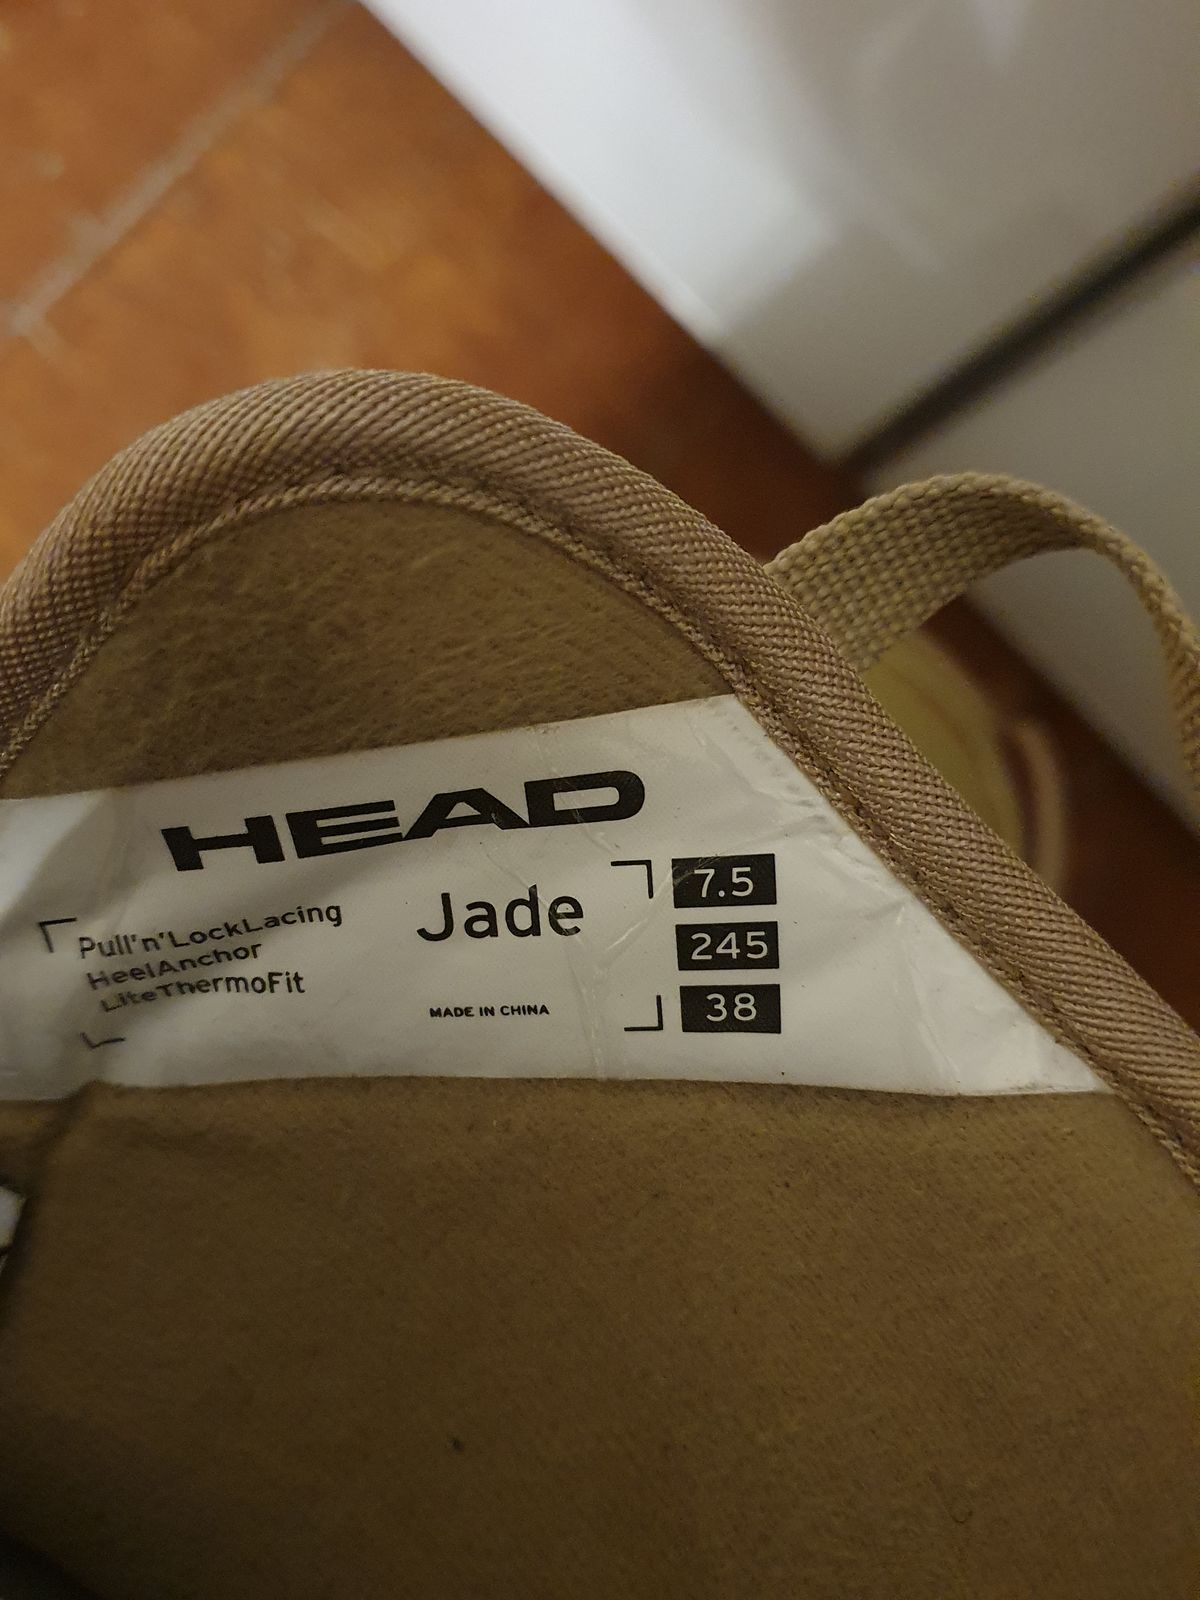 HEAD
Pull'n'LockLacing
HeelAnchor
LiteThermoFit
Jade
MADE IN CHINA
7.5
245
38